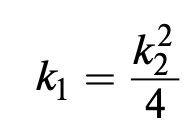 k₁ = k₂²/4